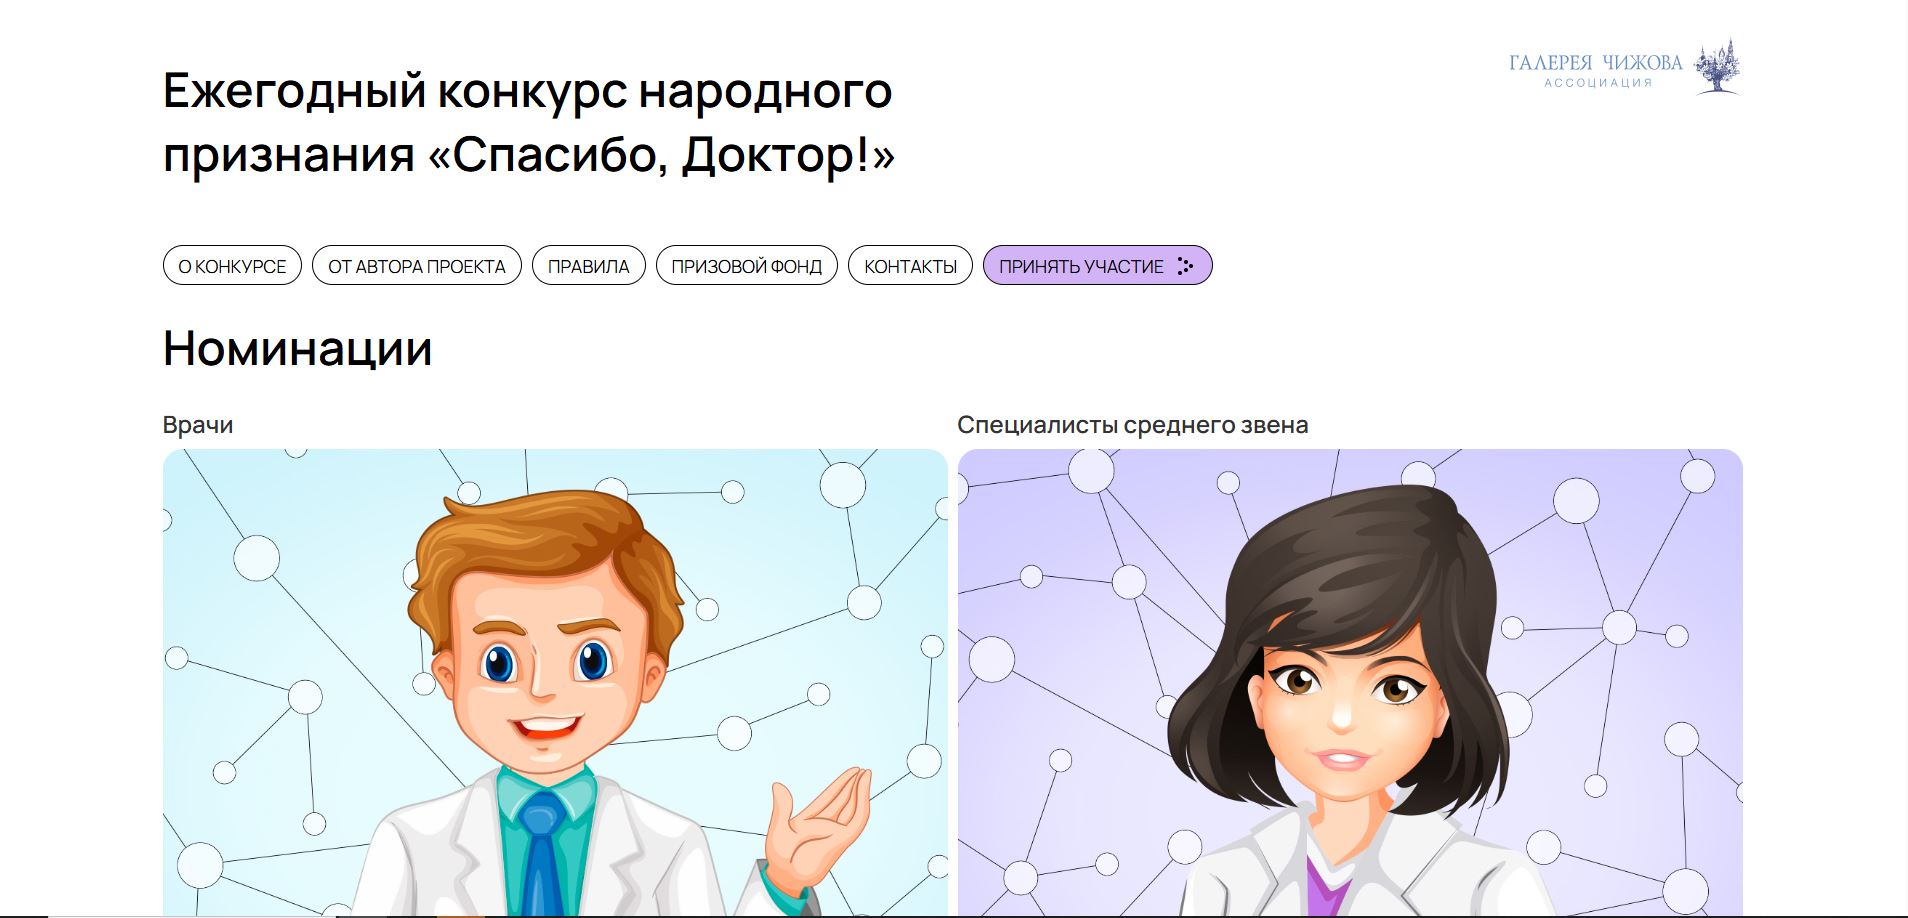 Ежегодный конкурс народного
признания «Спасибо, Доктор!»
ГАЛЕРЕЯ ЧИЖОВА
АССОЦИАЦИЯ
О КОНКУРСЕ
ОТ АВТОРА ПРОЕКТА
ПРАВИЛА
ПРИЗОВОЙ ФОНД
КОНТАКТЫ
ПРИНЯТЬ УЧАСТИЕ
Номинации
Врачи
Специалисты среднего звена